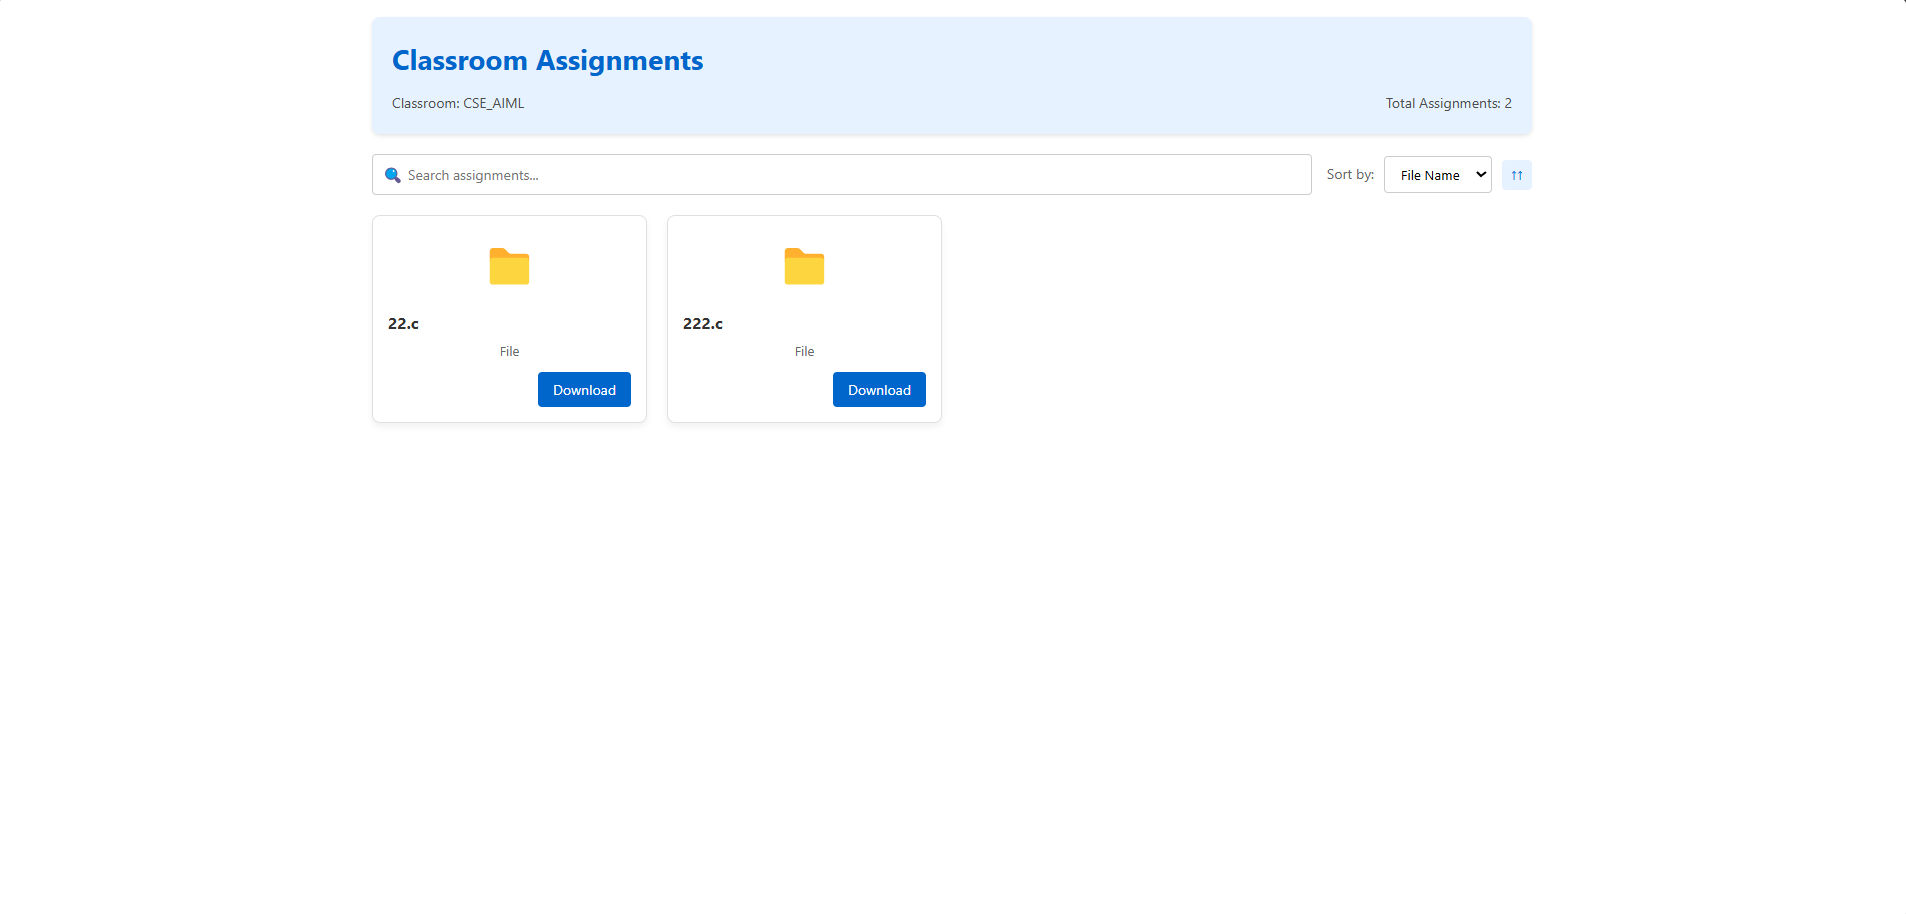 Classroom Assignments
Classroom: CSE_AIML
Total Assignments: 2
Search assignments...
Sort by:
File Name
↑↑
22.c
File
Download
222.c
File
Download